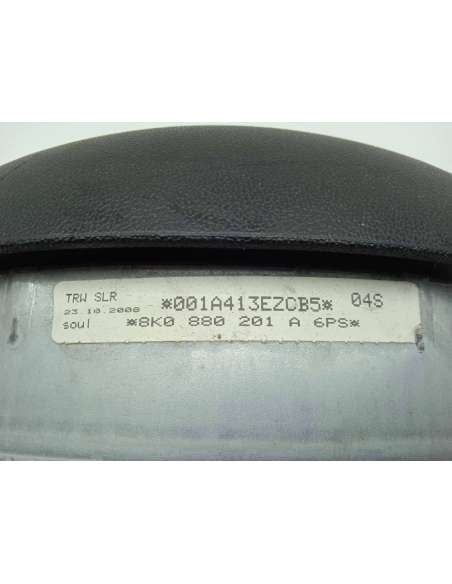 TRW SLR *001A413EZCB5* 04S
23.10.2008
soul *8K0 880 201 A 6PS*